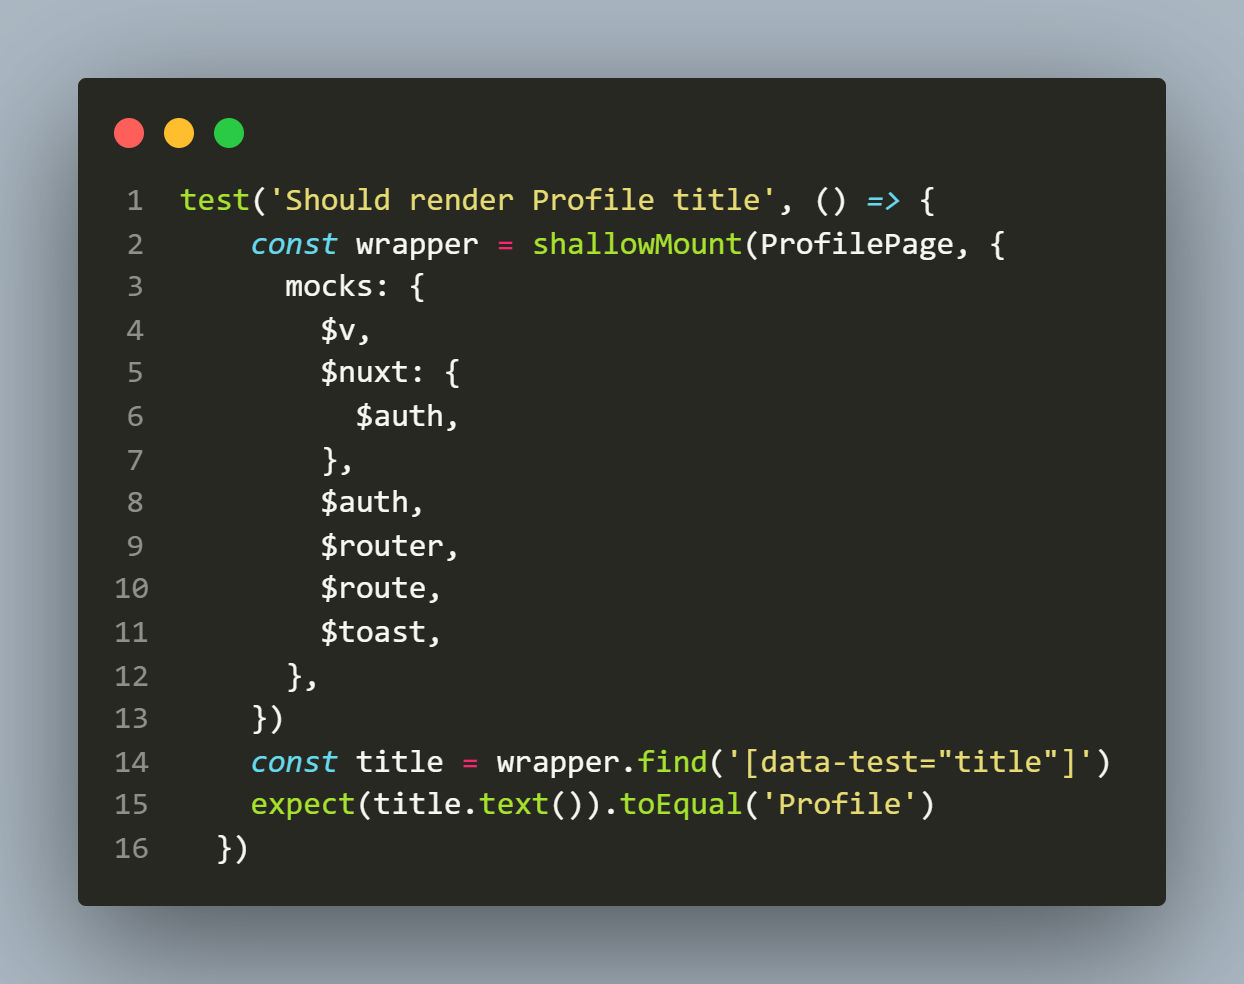 1 test('Should render Profile title', () => {
2     const wrapper = shallowMount(ProfilePage, {
3       mocks: {
4         $v,
5         $nuxt: {
6           $auth,
7         },
8         $auth,
9         $router,
10         $route,
11         $toast,
12       },
13     })
14     const title = wrapper.find('[data-test="title"]')
15     expect(title.text()).toEqual('Profile')
16   })